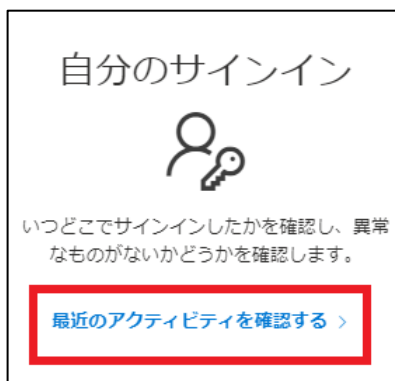 自分のサインイン
いつどこでサインインしたかを確認し、異常
なものがないかどうかを確認します。
最近のアクティビティを確認する >